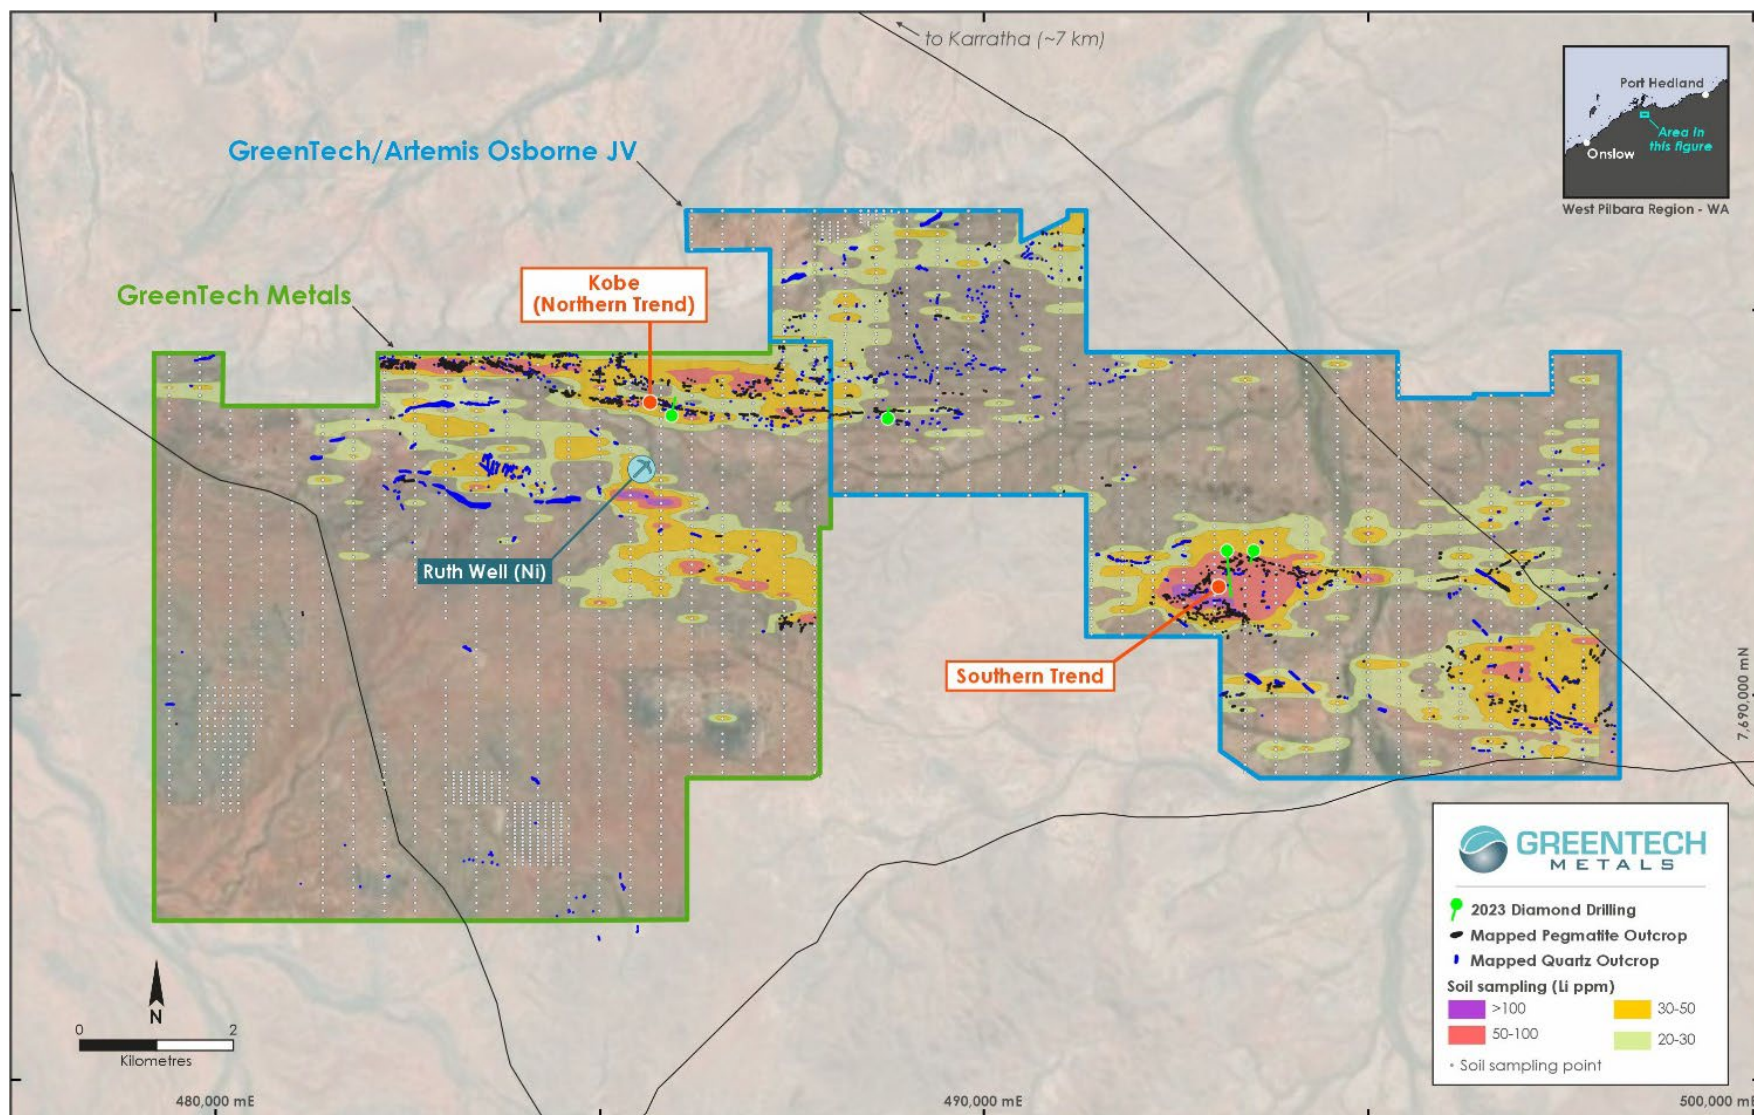 to Karratha (~7 km)
Port Hedland
Area in
this figure
Onslow
West Pilbara Region - WA
GreenTech/Artemis Osborne JV
Kobe
(Northern Trend)
GreenTech Metals
Ruth Well (Ni)
Southern Trend
7,690,000 mN
GREENTECH
METALS
2023 Diamond Drilling
Mapped Pegmatite Outcrop
Mapped Quartz Outcrop
Soil sampling (Li ppm)
>100
30-50
50-100
20-30
Soil sampling point
N
0 2
Kilometres
480,000 mE
490,000 mE
500,000 mE